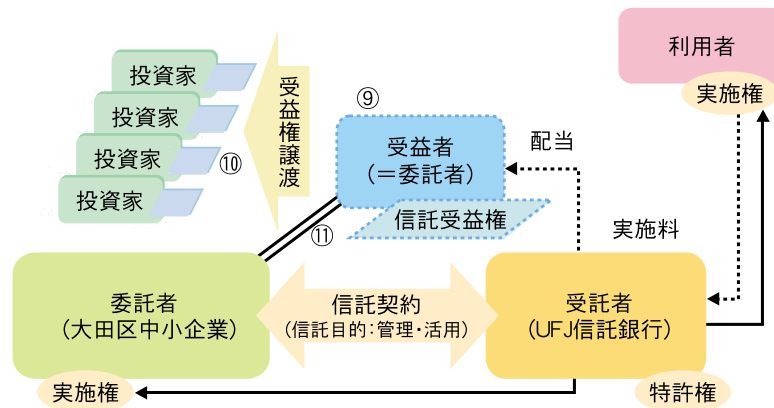 利用者
実施権
投資家
投資家
投資家
投資家
⑩
受益権譲渡
⑨
受益者
(=委託者)
信託受益権
⑪
配当
実施料
委託者
(大田区中小企業)
実施権
信託契約
(信託目的:管理・活用)
受託者
(UFJ信託銀行)
特許権